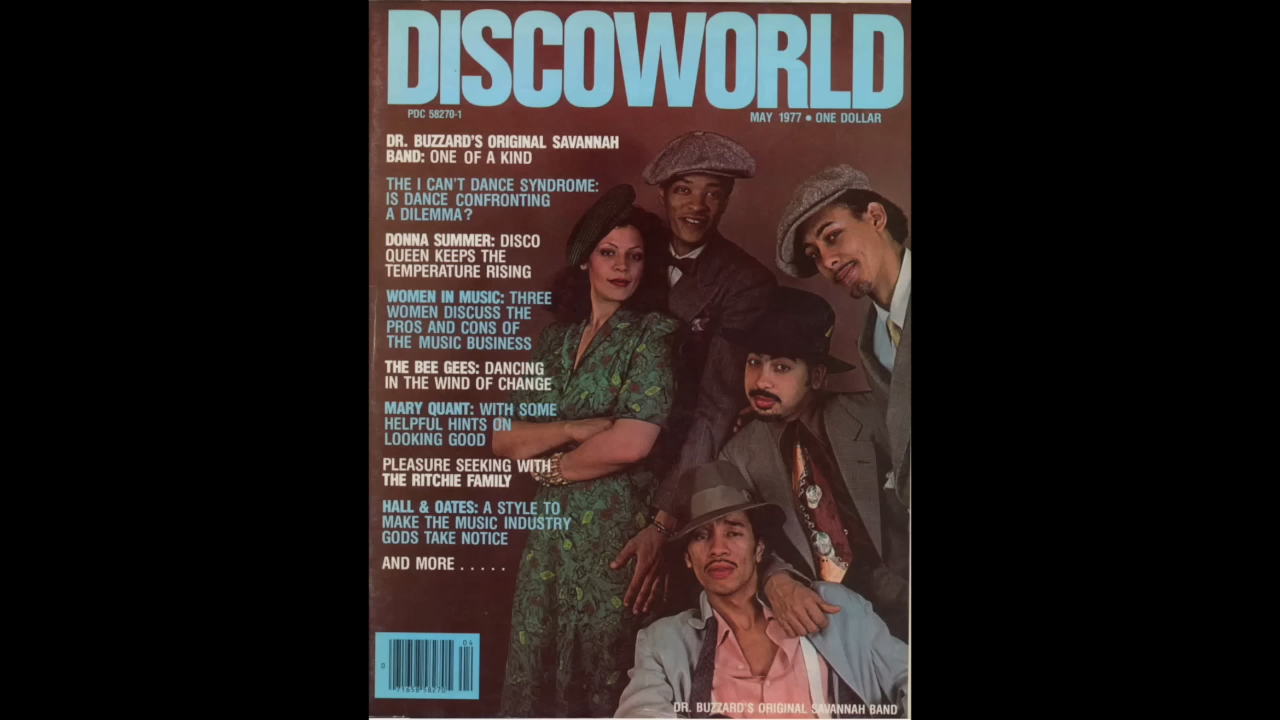 DISCOWORLD
PDC 58270-1
MAY 1977 • ONE DOLLAR
DR. BUZZARD'S ORIGINAL SAVANNAH
BAND: ONE OF A KIND
THE I CAN'T DANCE SYNDROME:
IS DANCE CONFRONTING
A DILEMMA?
DONNA SUMMER: DISCO
QUEEN KEEPS THE
TEMPERATURE RISING
WOMEN IN MUSIC: THREE
WOMEN DISCUSS THE
PROS AND CONS OF
THE MUSIC BUSINESS
THE BEE GEES: DANCING
IN THE WIND OF CHANGE
MARY QUANT: WITH SOME
HELPFUL HINTS ON
LOOKING GOOD
PLEASURE SEEKING WITH
THE RITCHIE FAMILY
HALL & OATES: A STYLE TO
MAKE THE MUSIC INDUSTRY
GODS TAKE NOTICE
AND MORE . . . . .
04
0
71658 58270
DR. BUZZARD'S ORIGINAL SAVANNAH BAND